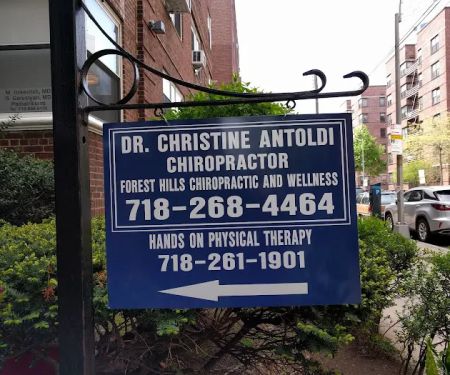 DR. CHRISTINE ANTOLDI
CHIROPRACTOR
FOREST HILLS CHIROPRACTIC AND WELLNESS
718-268-4464
HANDS ON PHYSICAL THERAPY
718-261-1901